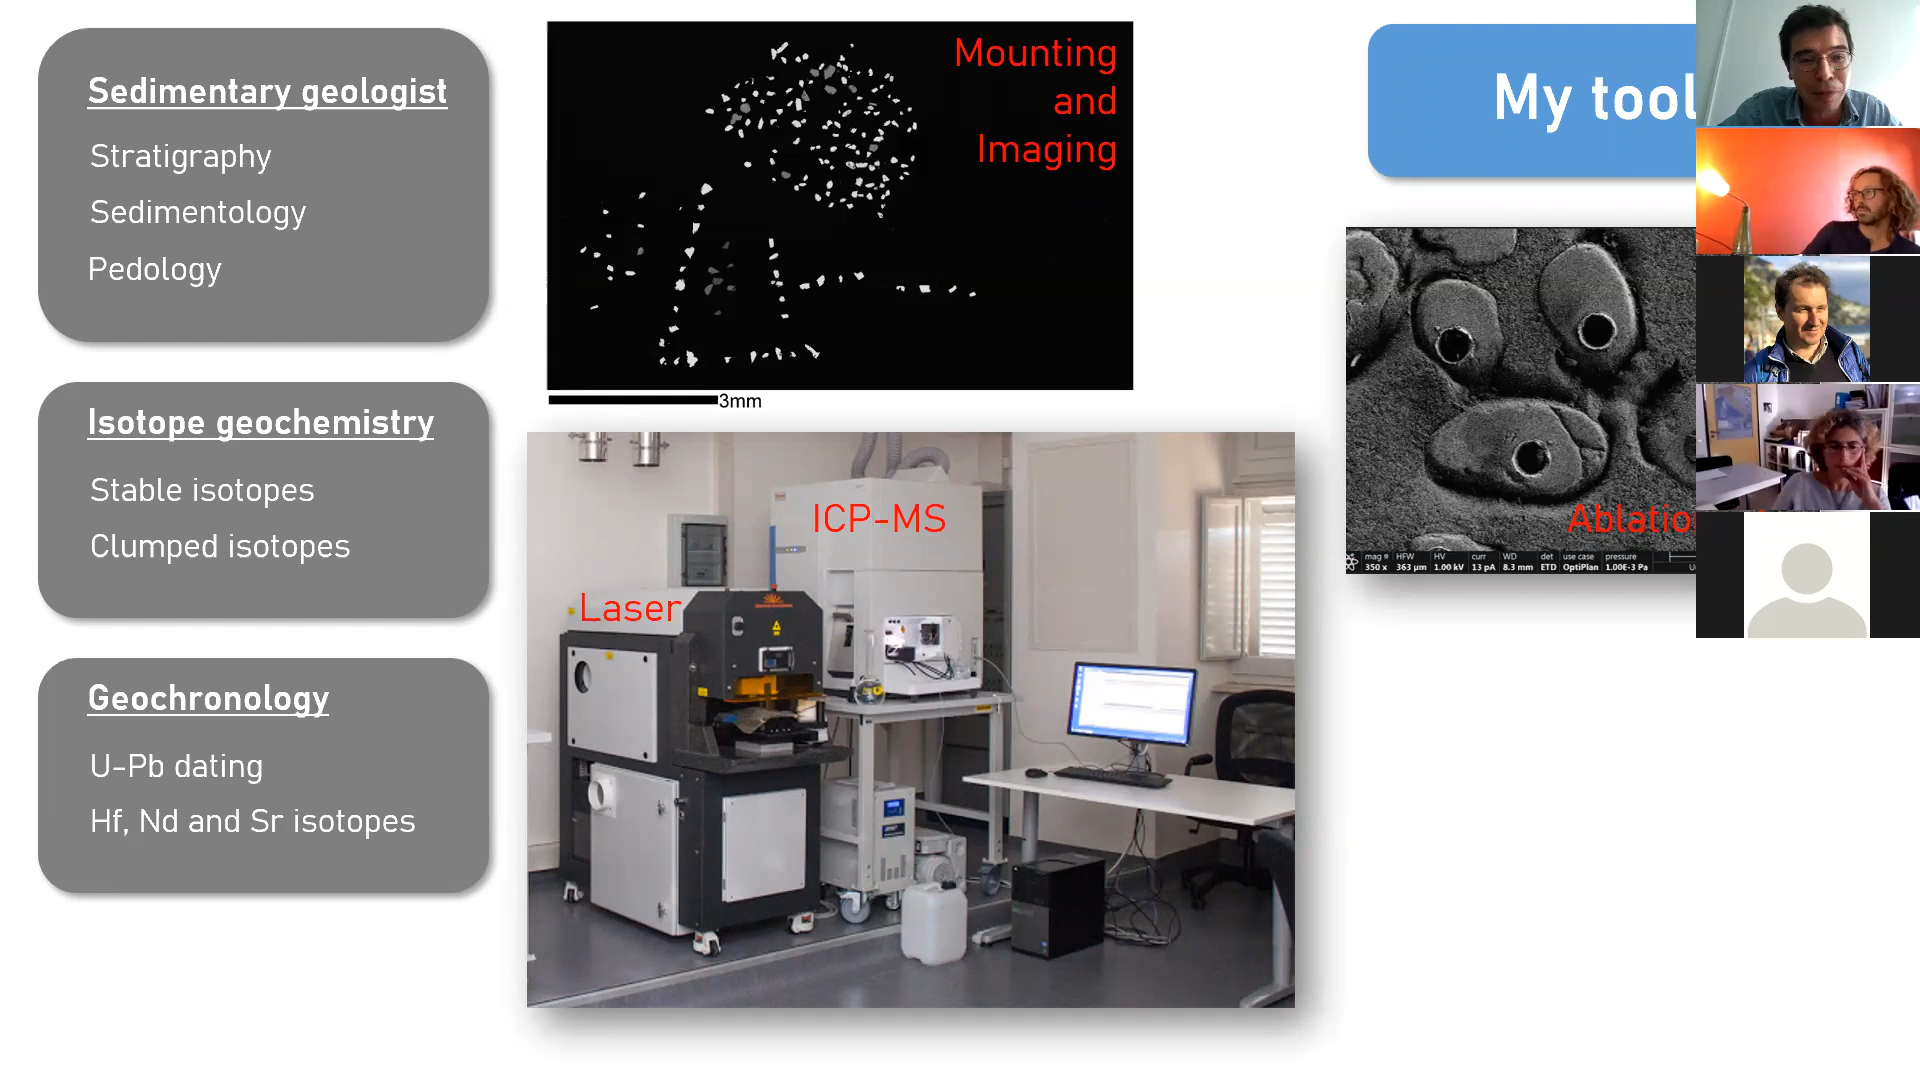 Sedimentary geologist
Stratigraphy
Sedimentology
Pedology
Isotope geochemistry
Stable isotopes
Clumped isotopes
Geochronology
U-Pb dating
Hf, Nd and Sr isotopes
Mounting
and
Imaging
3mm
ICP-MS
Laser
My tool
Ablatio
mag HFW HV curr WD det use case pressure
350 x 363 µm 1.00 kV 13 pA 8.3 mm ETD OptiPlan 1.00E-3 Pa